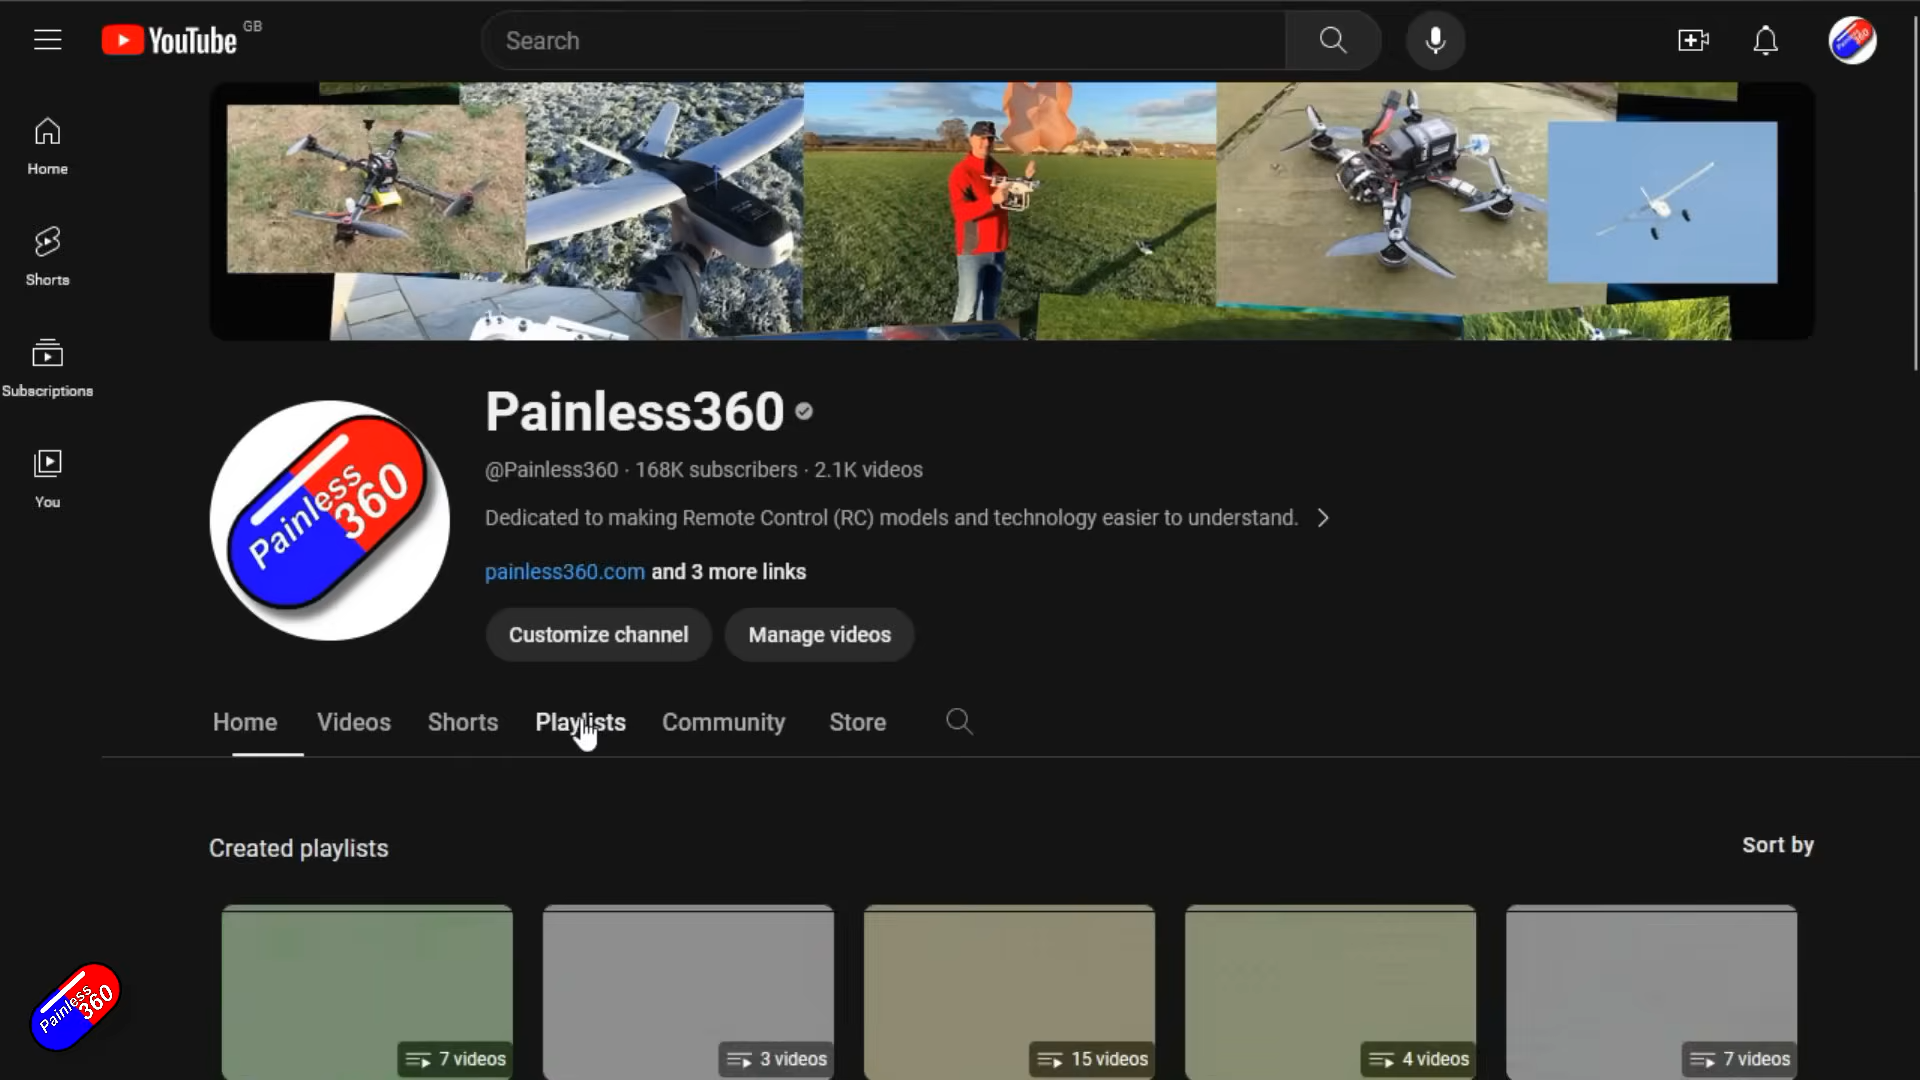 YouTube GB
Search
Home
Shorts
Subscriptions
You
Painless360
Painless
360
@Painless360 · 168K subscribers · 2.1K videos
Dedicated to making Remote Control (RC) models and technology easier to understand.
painless360.com and 3 more links
Customize channel Manage videos
Home Videos Shorts Playlists Community Store
Created playlists Sort by
7 videos 3 videos 15 videos 4 videos 7 videos
Painless
360